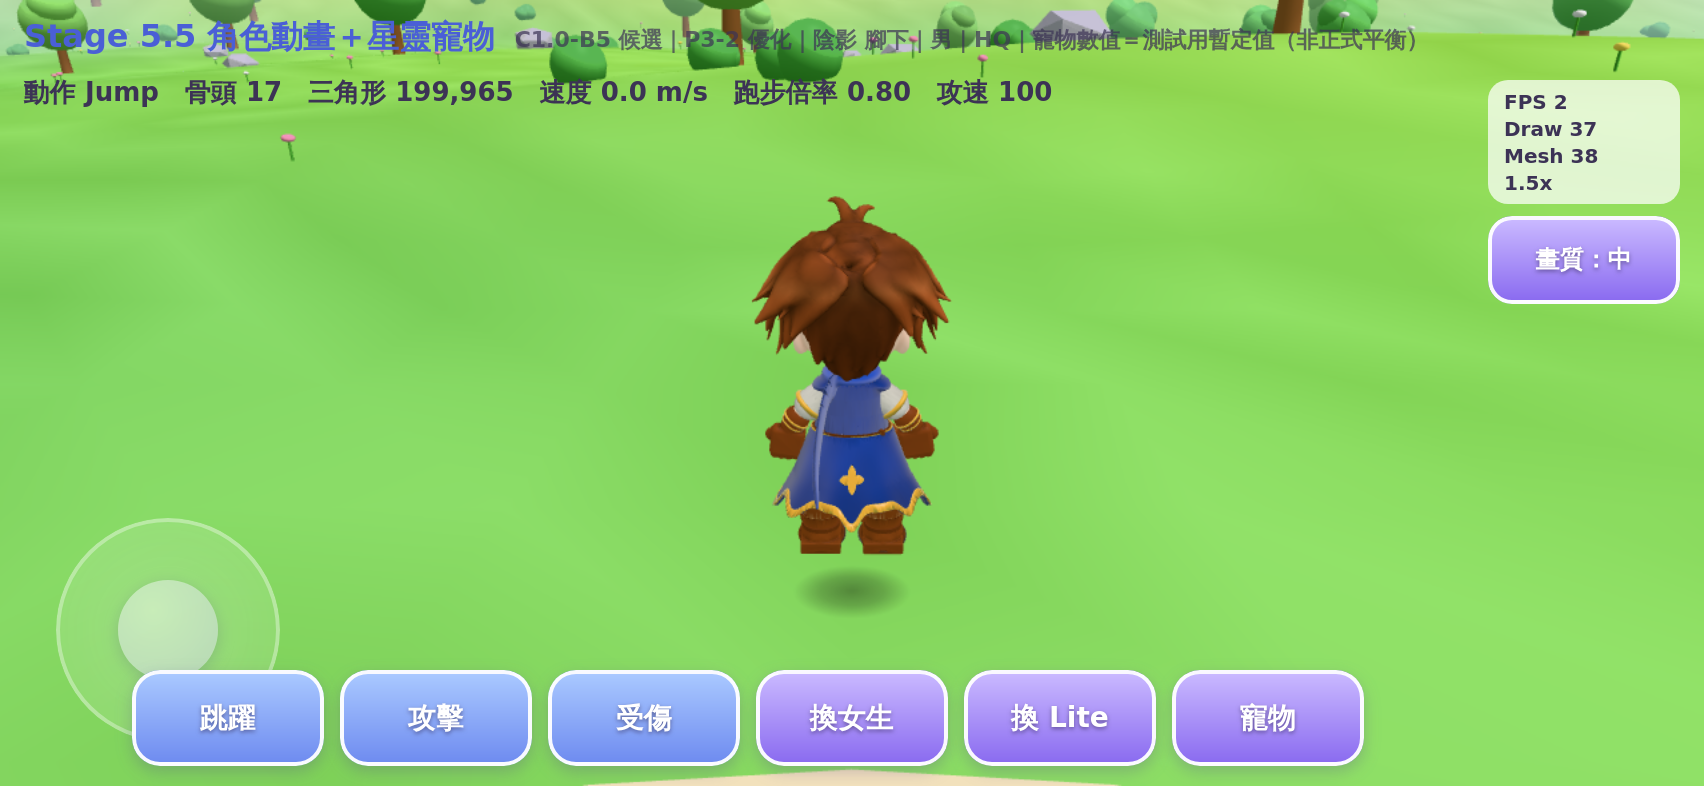 Stage 5.5 角色動畫＋星靈寵物 C1.0-B5 候選｜P3-2 優化｜陰影 腳下｜男｜HQ｜寵物數值＝測試用暫定值（非正式平衡）
動作 Jump 骨頭 17 三角形 199,965 速度 0.0 m/s 跑步倍率 0.80 攻速 100
FPS 2
Draw 37
Mesh 38
1.5x
畫質：中
跳躍 攻擊 受傷 換女生 換 Lite 寵物